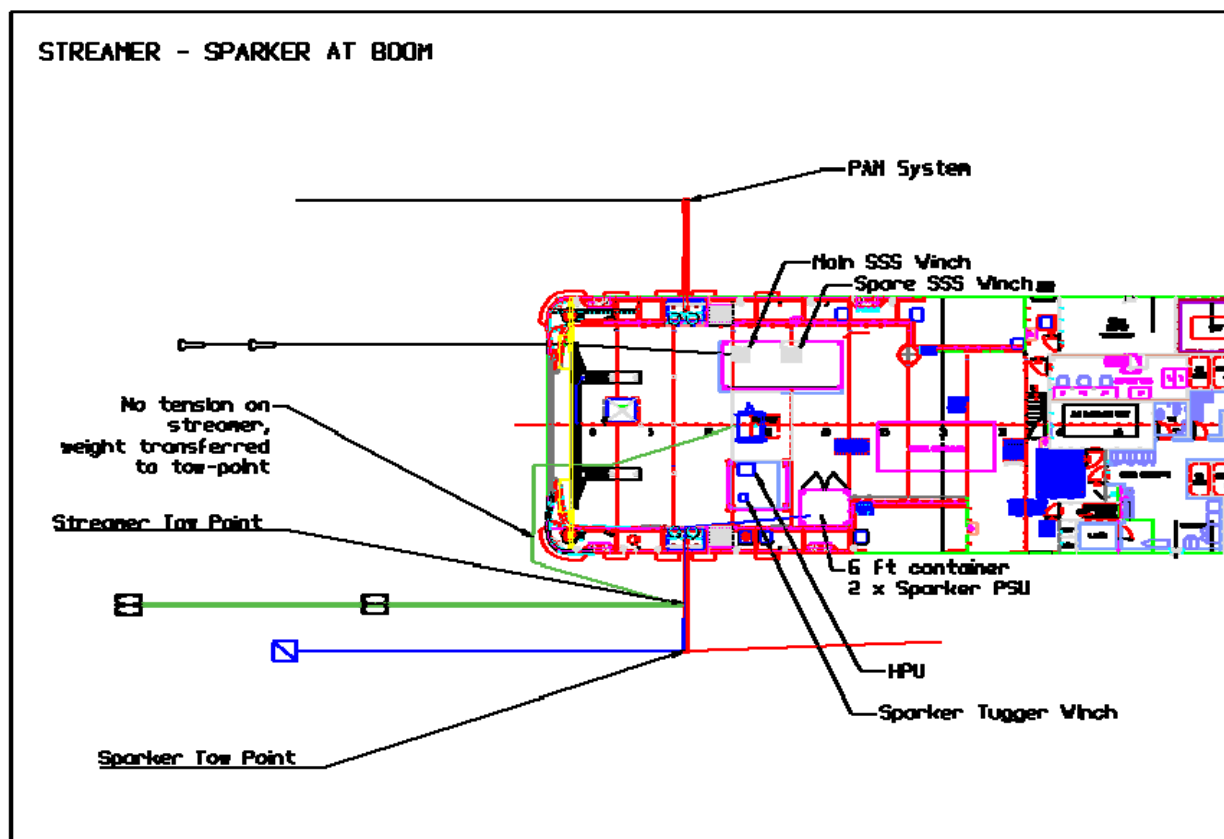 STREAMER - SPARKER AT BOOM
PAM System
Main SSS Winch
Spare SSS Winch
No tension on
streamer,
weight transferred
to tow-point
Streamer Tow Point
6 ft container
2 x Sparker PSU
HPU
Sparker Tugger Winch
Sparker Tow Point